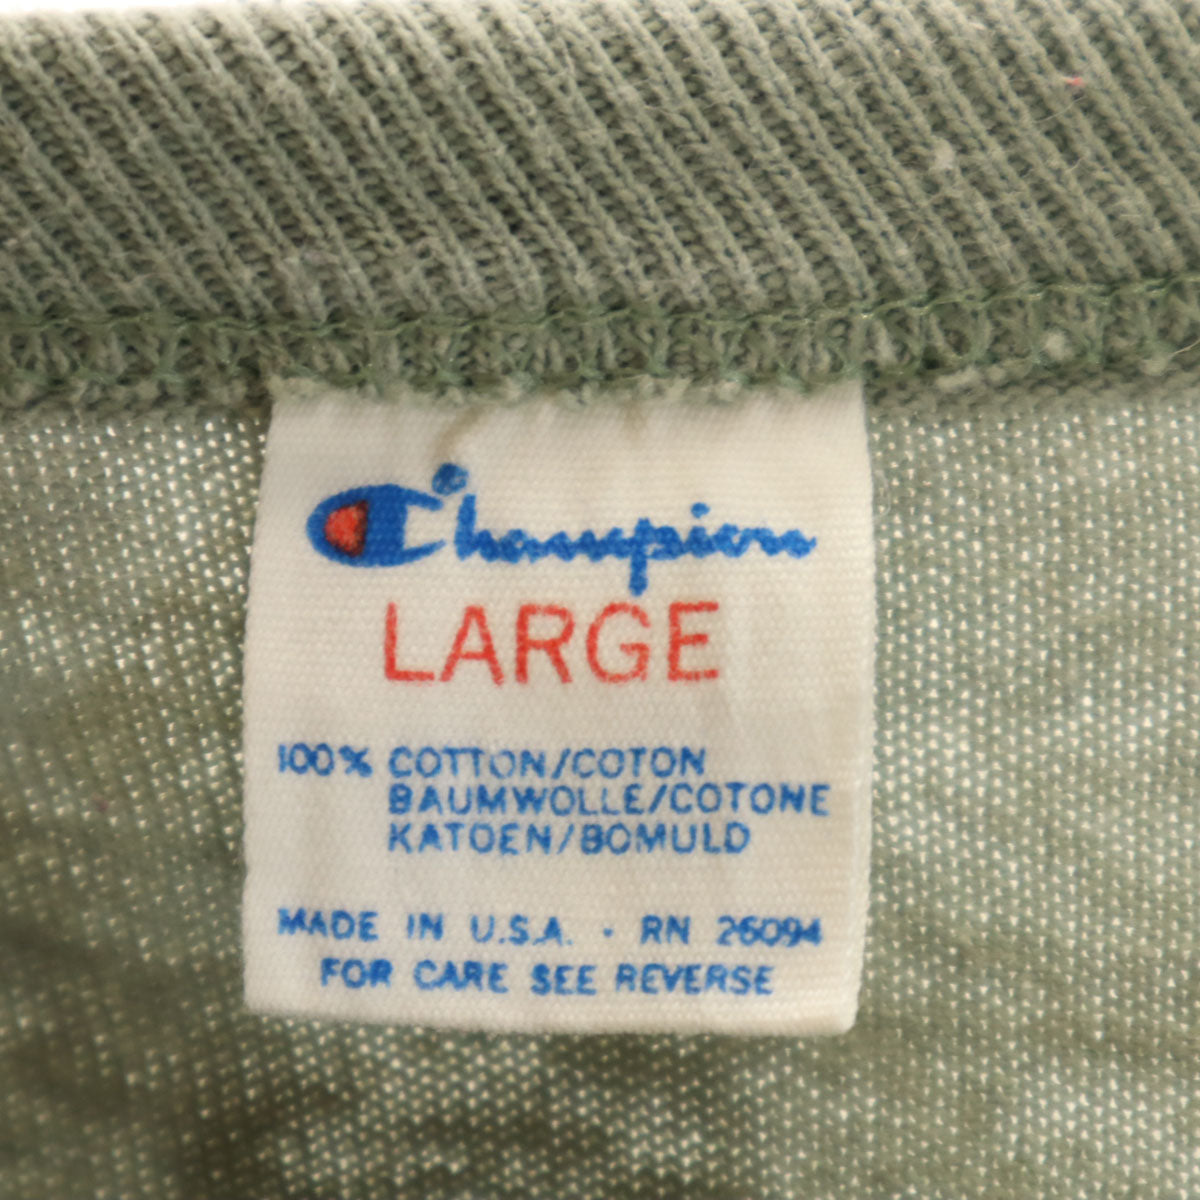 Champion
LARGE
100% COTTON/COTON
BAUMWOLLE/COTONE
KATOEN/BOMULD
MADE IN U.S.A. · RN 26094
FOR CARE SEE REVERSE